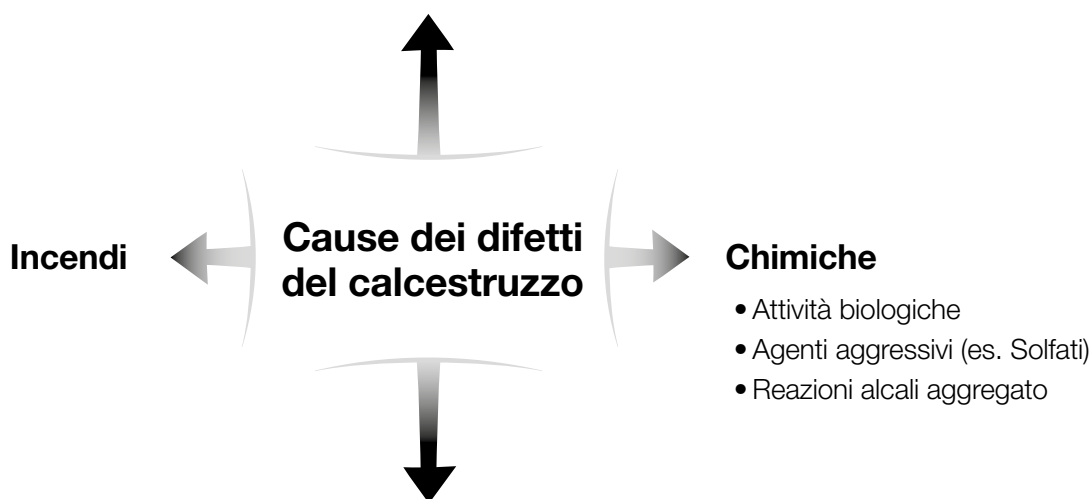 Incendi
Cause dei difetti
del calcestruzzo
Chimiche
• Attività biologiche
• Agenti aggressivi (es. Solfati)
• Reazioni alcali aggregato